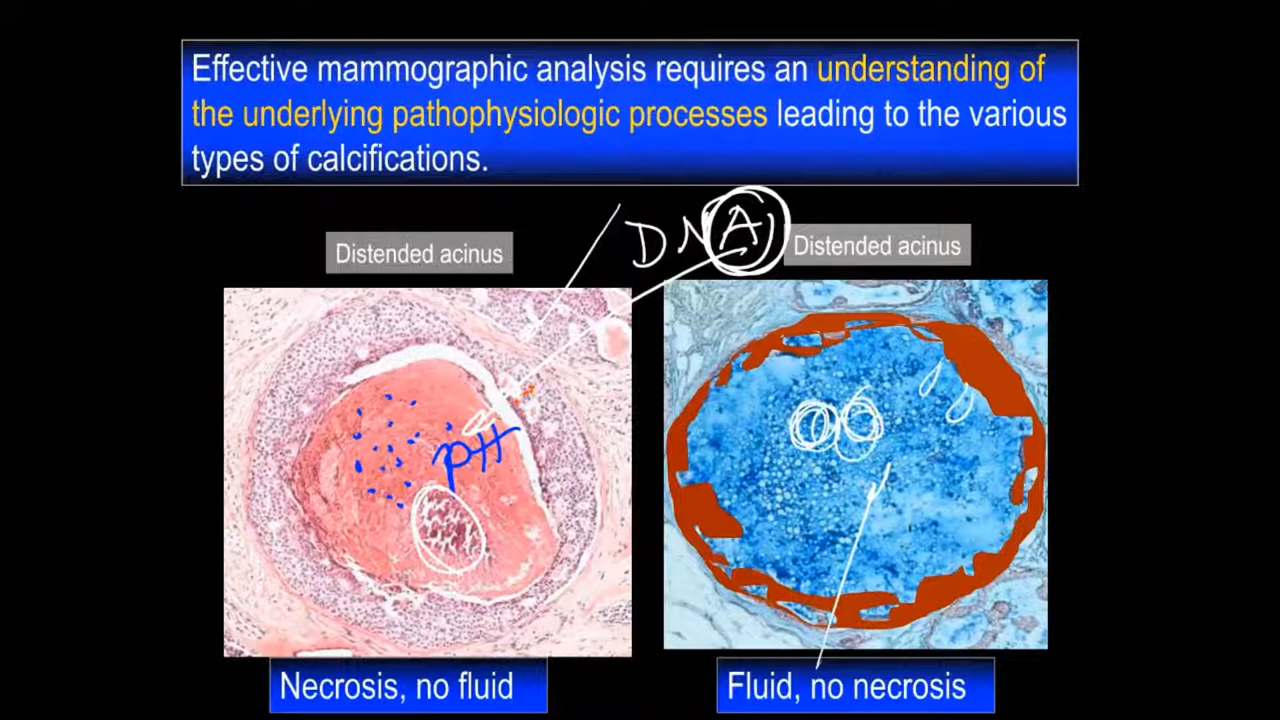 Effective mammographic analysis requires an understanding of
the underlying pathophysiologic processes leading to the various
types of calcifications.
DNA
Distended acinus
Distended acinus
pH
Necrosis, no fluid
Fluid, no necrosis